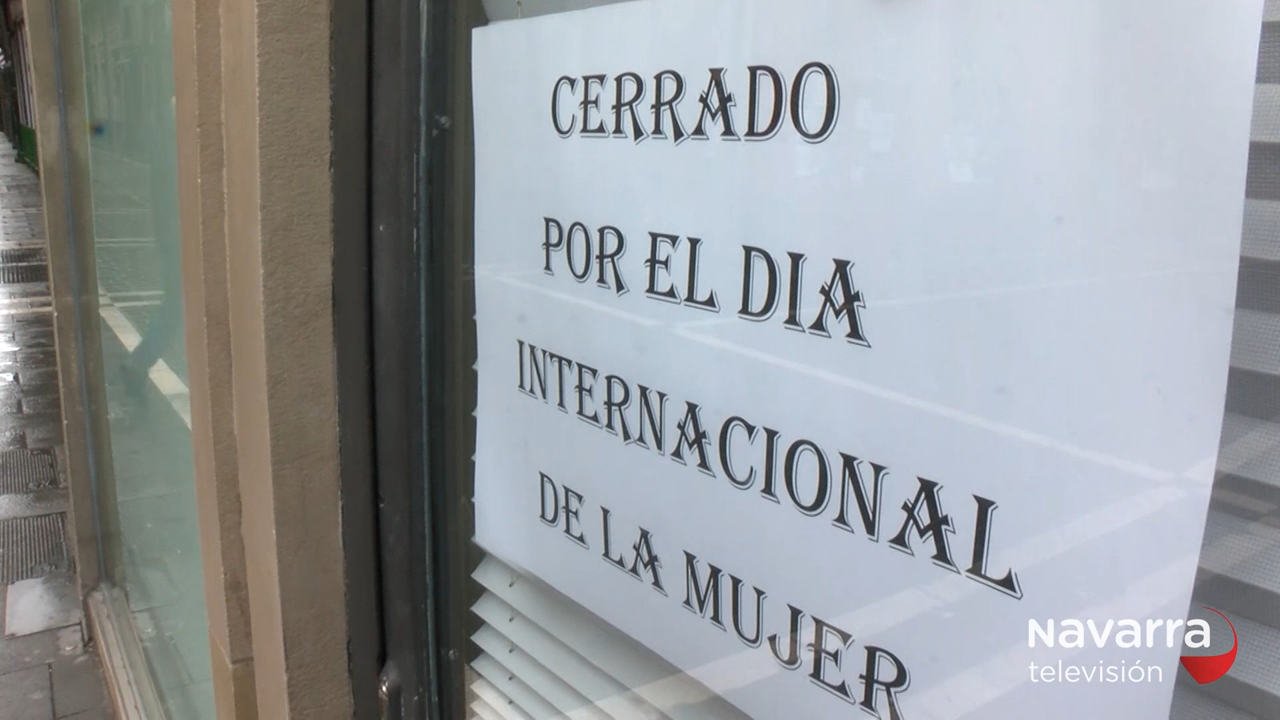 CERRADO
POR EL DIA
INTERNACIONAL
DE LA MUJER
Navarra
televisión